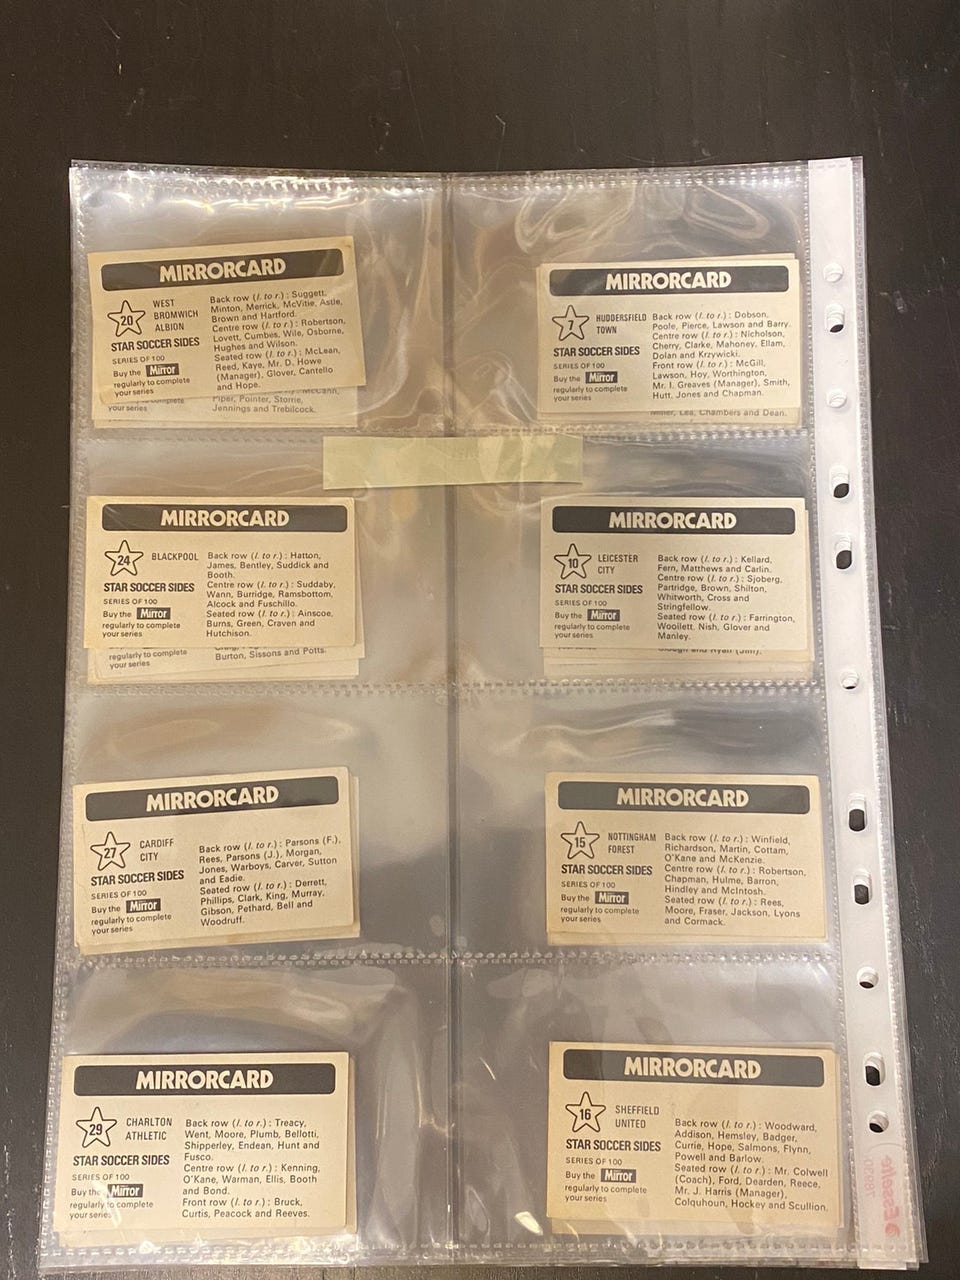 MIRRORCARD
20
WEST
BROMWICH
ALBION
STAR SOCCER SIDES
SERIES OF 100
Buy the Mirror
regularly to complete
your series
Back row (l. to r.) : Suggett,
Minton, Merrick, McVitie, Astle,
Brown and Hartford.
Centre row (l. to r.) : Robertson,
Lovett, Cumbes, Wile, Osborne,
Hughes and Wilson.
Seated row (l. to r.) : McLean,
Reed, Kaye, Mr. D. Howe
(Manager), Glover, Cantello
and Hope.
regularly to complete
your series
McCann,
Piper, Pointer, Storrie,
Jennings and Trebilcock.
MIRRORCARD
7
HUDDERSFIELD
TOWN
STAR SOCCER SIDES
SERIES OF 100
Buy the Mirror
regularly to complete
your series
Back row (l. to r.) : Dobson,
Poole, Pierce, Lawson and Barry.
Centre row (l. to r.) : Nicholson,
Cherry, Clarke, Mahoney, Ellam,
Dolan and Krzywicki.
Front row (l. to r.) : McGill,
Lawson, Hoy, Worthington,
Mr. I. Greaves (Manager), Smith,
Hutt, Jones and Chapman.
Miller, Lea, Chambers and Dean.
MIRRORCARD
24
BLACKPOOL
STAR SOCCER SIDES
SERIES OF 100
Buy the Mirror
regularly to complete
your series
Back row (l. to r.) : Hatton,
James, Bentley, Suddick and
Booth.
Centre row (l. to r.) : Suddaby,
Wann, Burridge, Ramsbottom,
Alcock and Fuschillo.
Seated row (l. to r.) : Ainscoe,
Burns, Green, Craven and
Hutchison.
regularly to complete
your series
Burton, Sissons and Potts.
MIRRORCARD
10
LEICESTER
CITY
STAR SOCCER SIDES
SERIES OF 100
Buy the Mirror
regularly to complete
your series
Back row (l. to r.) : Kellard,
Fern, Matthews and Carlin.
Centre row (l. to r.) : Sjoberg,
Partridge, Brown, Shilton,
Whitworth, Cross and
Stringfellow.
Seated row (l. to r.) : Farrington,
Woollett, Nish, Glover and
Manley.
Clough and Ryan (Jim).
MIRRORCARD
27
CARDIFF
CITY
STAR SOCCER SIDES
SERIES OF 100
Buy the Mirror
regularly to complete
your series
Back row (l. to r.) : Parsons (F.),
Rees, Parsons (J.), Morgan,
Jones, Warboys, Carver, Sutton
and Eadie.
Seated row (l. to r.) : Derrett,
Phillips, Clark, King, Murray,
Gibson, Pethard, Bell and
Woodruff.
MIRRORCARD
15
NOTTINGHAM
FOREST
STAR SOCCER SIDES
SERIES OF 100
Buy the Mirror
regularly to complete
your series
Back row (l. to r.) : Winfield,
Richardson, Martin, Cottam,
O'Kane and McKenzie.
Centre row (l. to r.) : Robertson,
Chapman, Hulme, Barron,
Hindley and McIntosh.
Seated row (l. to r.) : Rees,
Moore, Fraser, Jackson, Lyons
and Cormack.
MIRRORCARD
29
CHARLTON
ATHLETIC
STAR SOCCER SIDES
SERIES OF 100
Buy the Mirror
regularly to complete
your series
Back row (l. to r.) : Treacy,
Went, Moore, Plumb, Bellotti,
Shipperley, Endean, Hunt and
Fusco.
Centre row (l. to r.) : Kenning,
O'Kane, Warman, Ellis, Booth
and Bond.
Front row (l. to r.) : Bruck,
Curtis, Peacock and Reeves.
MIRRORCARD
16
SHEFFIELD
UNITED
STAR SOCCER SIDES
SERIES OF 100
Buy the Mirror
regularly to complete
your series
Back row (l. to r.) : Woodward,
Addison, Hemsley, Badger,
Currie, Hope, Salmons, Flynn,
Powell and Barlow.
Seated row (l. to r.) : Mr. Colwell
(Coach), Ford, Dearden, Reece,
Mr. J. Harris (Manager),
Colquhoun, Hockey and Scullion.